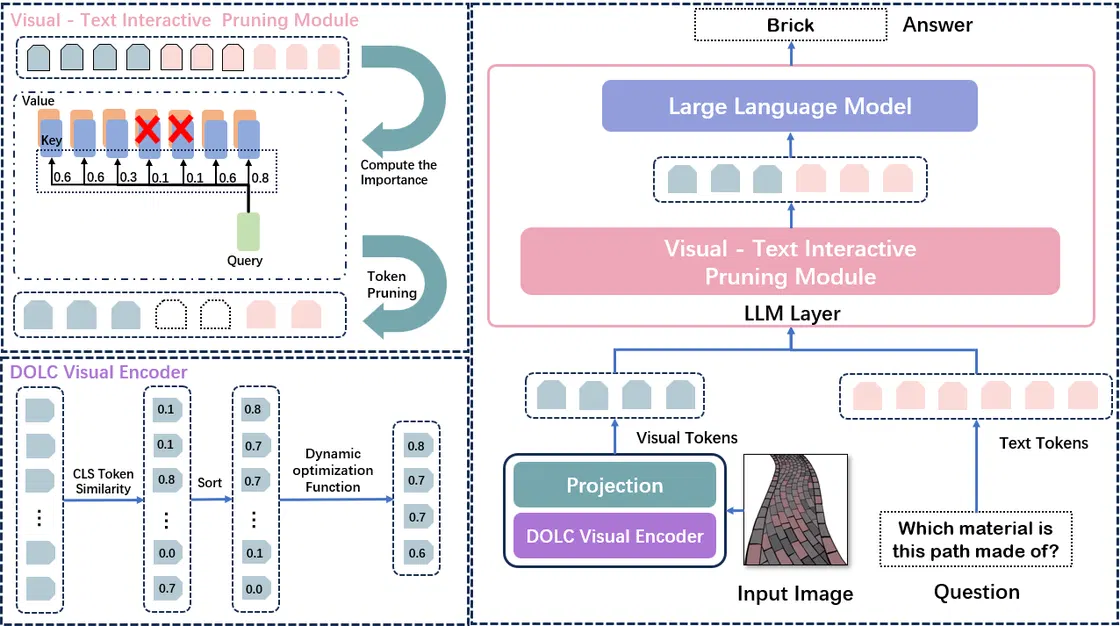 Visual - Text Interactive Pruning Module
Value
Key
0.6
0.6
0.3
0.1
0.1
0.6
0.8
Query
Compute the
Importance
Token
Pruning
DOLC Visual Encoder
CLS Token
Similarity
0.1
0.1
0.8
⋮
0.0
0.7
Sort
0.8
0.7
0.7
⋮
0.1
0.0
Dynamic
optimization
Function
0.8
0.7
0.7
0.6
Brick
Answer
Large Language Model
Visual - Text Interactive
Pruning Module
LLM Layer
Visual Tokens
Text Tokens
Projection
DOLC Visual Encoder
Input Image
Which material is
this path made of?
Question